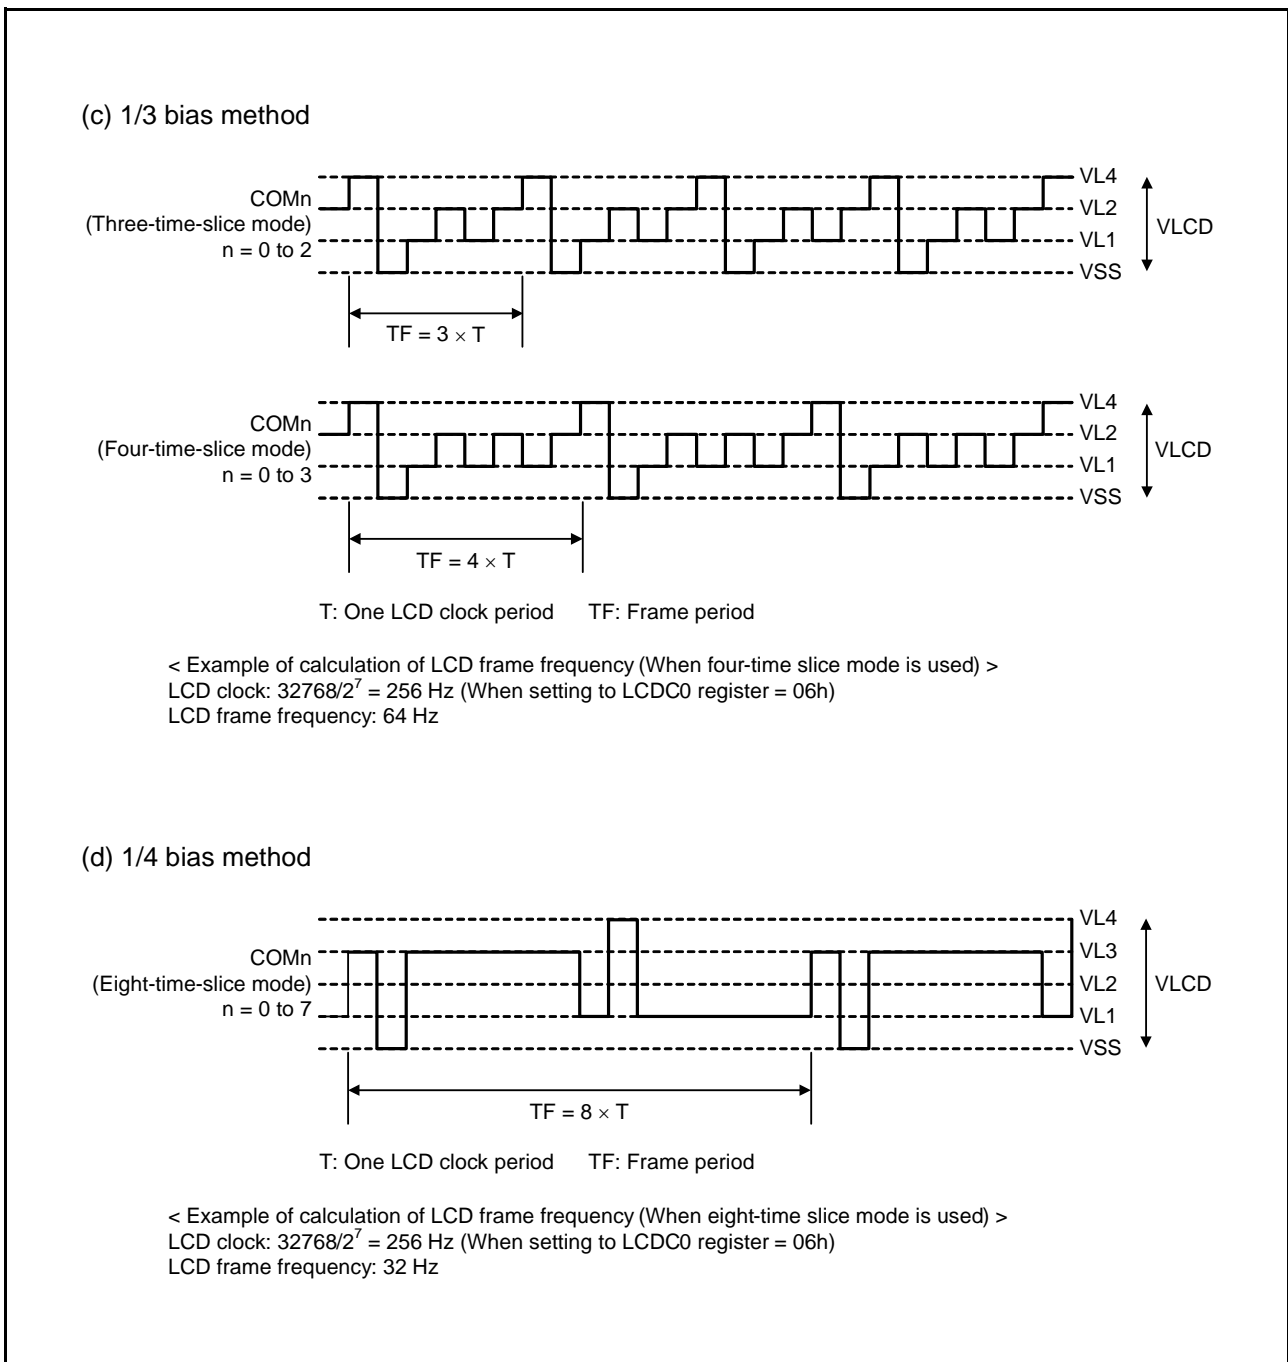 (c) 1/3 bias method
COMn
(Three-time-slice mode)
n = 0 to 2
VL4
VL2
VL1
VSS
VLCD
TF = 3 × T
COMn
(Four-time-slice mode)
n = 0 to 3
VL4
VL2
VL1
VSS
VLCD
TF = 4 × T
T: One LCD clock period TF: Frame period
< Example of calculation of LCD frame frequency (When four-time slice mode is used) >
LCD clock: 32768/2⁷ = 256 Hz (When setting to LCDC0 register = 06h)
LCD frame frequency: 64 Hz
(d) 1/4 bias method
COMn
(Eight-time-slice mode)
n = 0 to 7
VL4
VL3
VL2
VL1
VSS
VLCD
TF = 8 × T
T: One LCD clock period TF: Frame period
< Example of calculation of LCD frame frequency (When eight-time slice mode is used) >
LCD clock: 32768/2⁷ = 256 Hz (When setting to LCDC0 register = 06h)
LCD frame frequency: 32 Hz